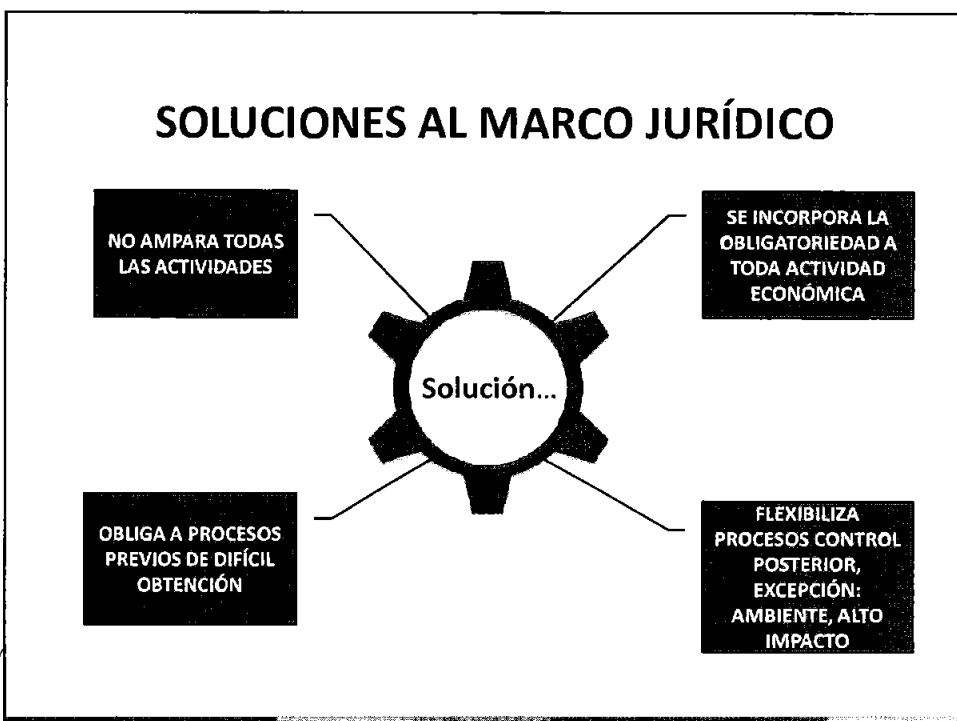 SOLUCIONES AL MARCO JURÍDICO
NO AMPARA TODAS
LAS ACTIVIDADES
SE INCORPORA LA
OBLIGATORIEDAD A
TODA ACTIVIDAD
ECONÓMICA
Solución...
OBLIGA A PROCESOS
PREVIOS DE DIFÍCIL
OBTENCIÓN
FLEXIBILIZA
PROCESOS CONTROL
POSTERIOR,
EXCEPCIÓN:
AMBIENTE, ALTO
IMPACTO